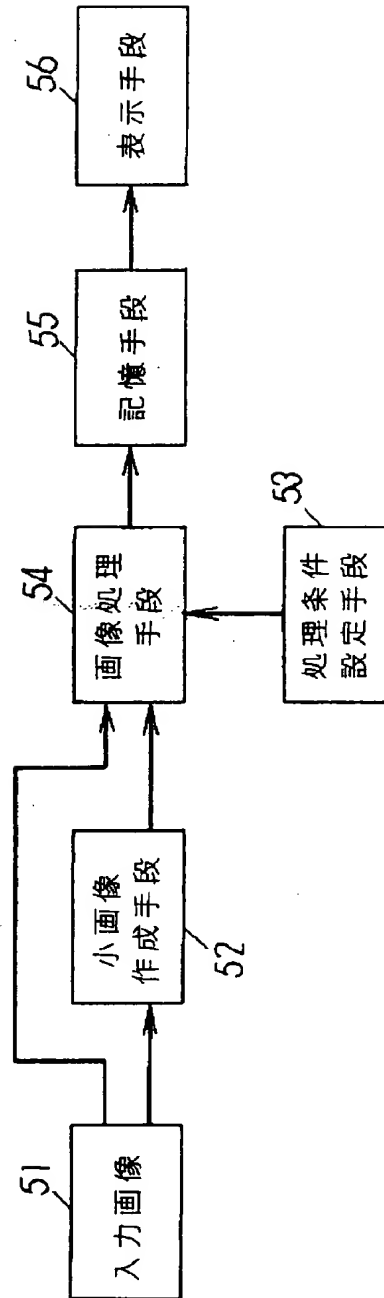 51
入力画像
小画像
作成手段
52
54
画像処理
手段
53
処理条件
設定手段
55
記憶手段
56
表示手段